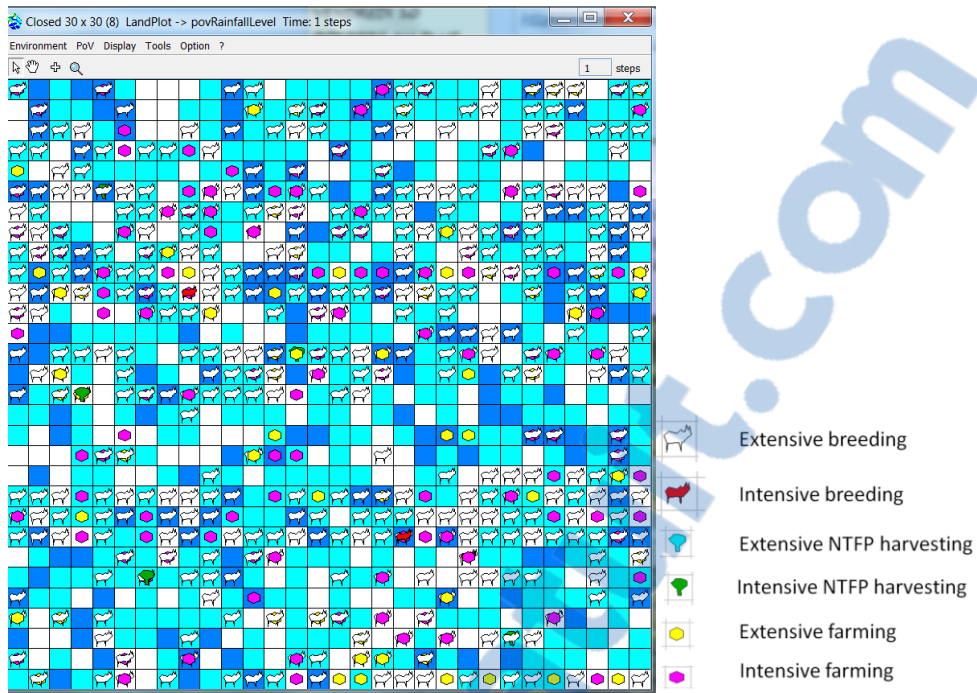 Closed 30 x 30 (8) LandPlot -> povRainfallLevel Time: 1 steps
Environment PoV Display Tools Option ?
1 steps
Extensive breeding
Intensive breeding
Extensive NTFP harvesting
Intensive NTFP harvesting
Extensive farming
Intensive farming